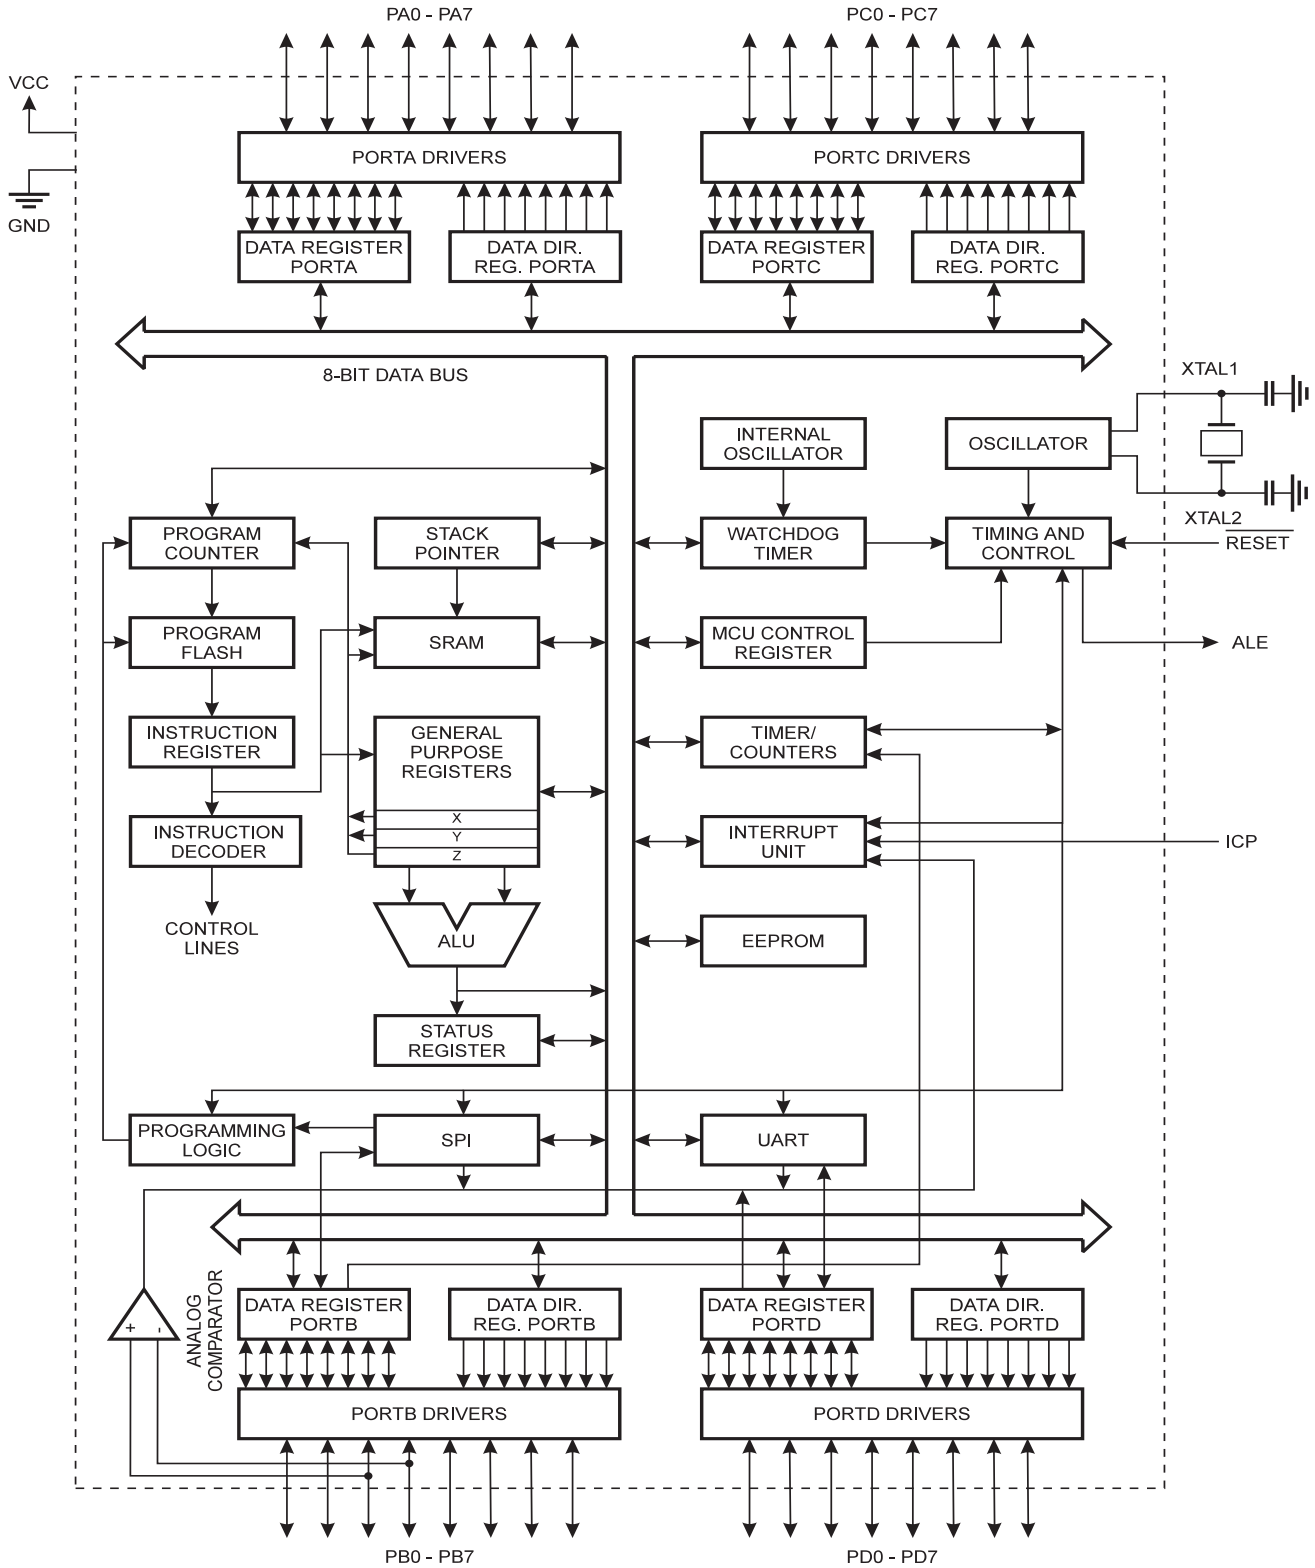 PA0 - PA7
PC0 - PC7
VCC
GND
PORTA DRIVERS
PORTC DRIVERS
DATA REGISTER
PORTA
DATA DIR.
REG. PORTA
DATA REGISTER
PORTC
DATA DIR.
REG. PORTC
8-BIT DATA BUS
XTAL1
INTERNAL
OSCILLATOR
OSCILLATOR
XTAL2
PROGRAM
COUNTER
STACK
POINTER
WATCHDOG
TIMER
TIMING AND
CONTROL
RESET
PROGRAM
FLASH
SRAM
MCU CONTROL
REGISTER
ALE
INSTRUCTION
REGISTER
GENERAL
PURPOSE
REGISTERS
X
Y
Z
TIMER/
COUNTERS
INSTRUCTION
DECODER
INTERRUPT
UNIT
ICP
CONTROL
LINES
ALU
EEPROM
STATUS
REGISTER
PROGRAMMING
LOGIC
SPI
UART
+
-
ANALOG
COMPARATOR
DATA REGISTER
PORTB
DATA DIR.
REG. PORTB
DATA REGISTER
PORTD
DATA DIR.
REG. PORTD
PORTB DRIVERS
PORTD DRIVERS
PB0 - PB7
PD0 - PD7